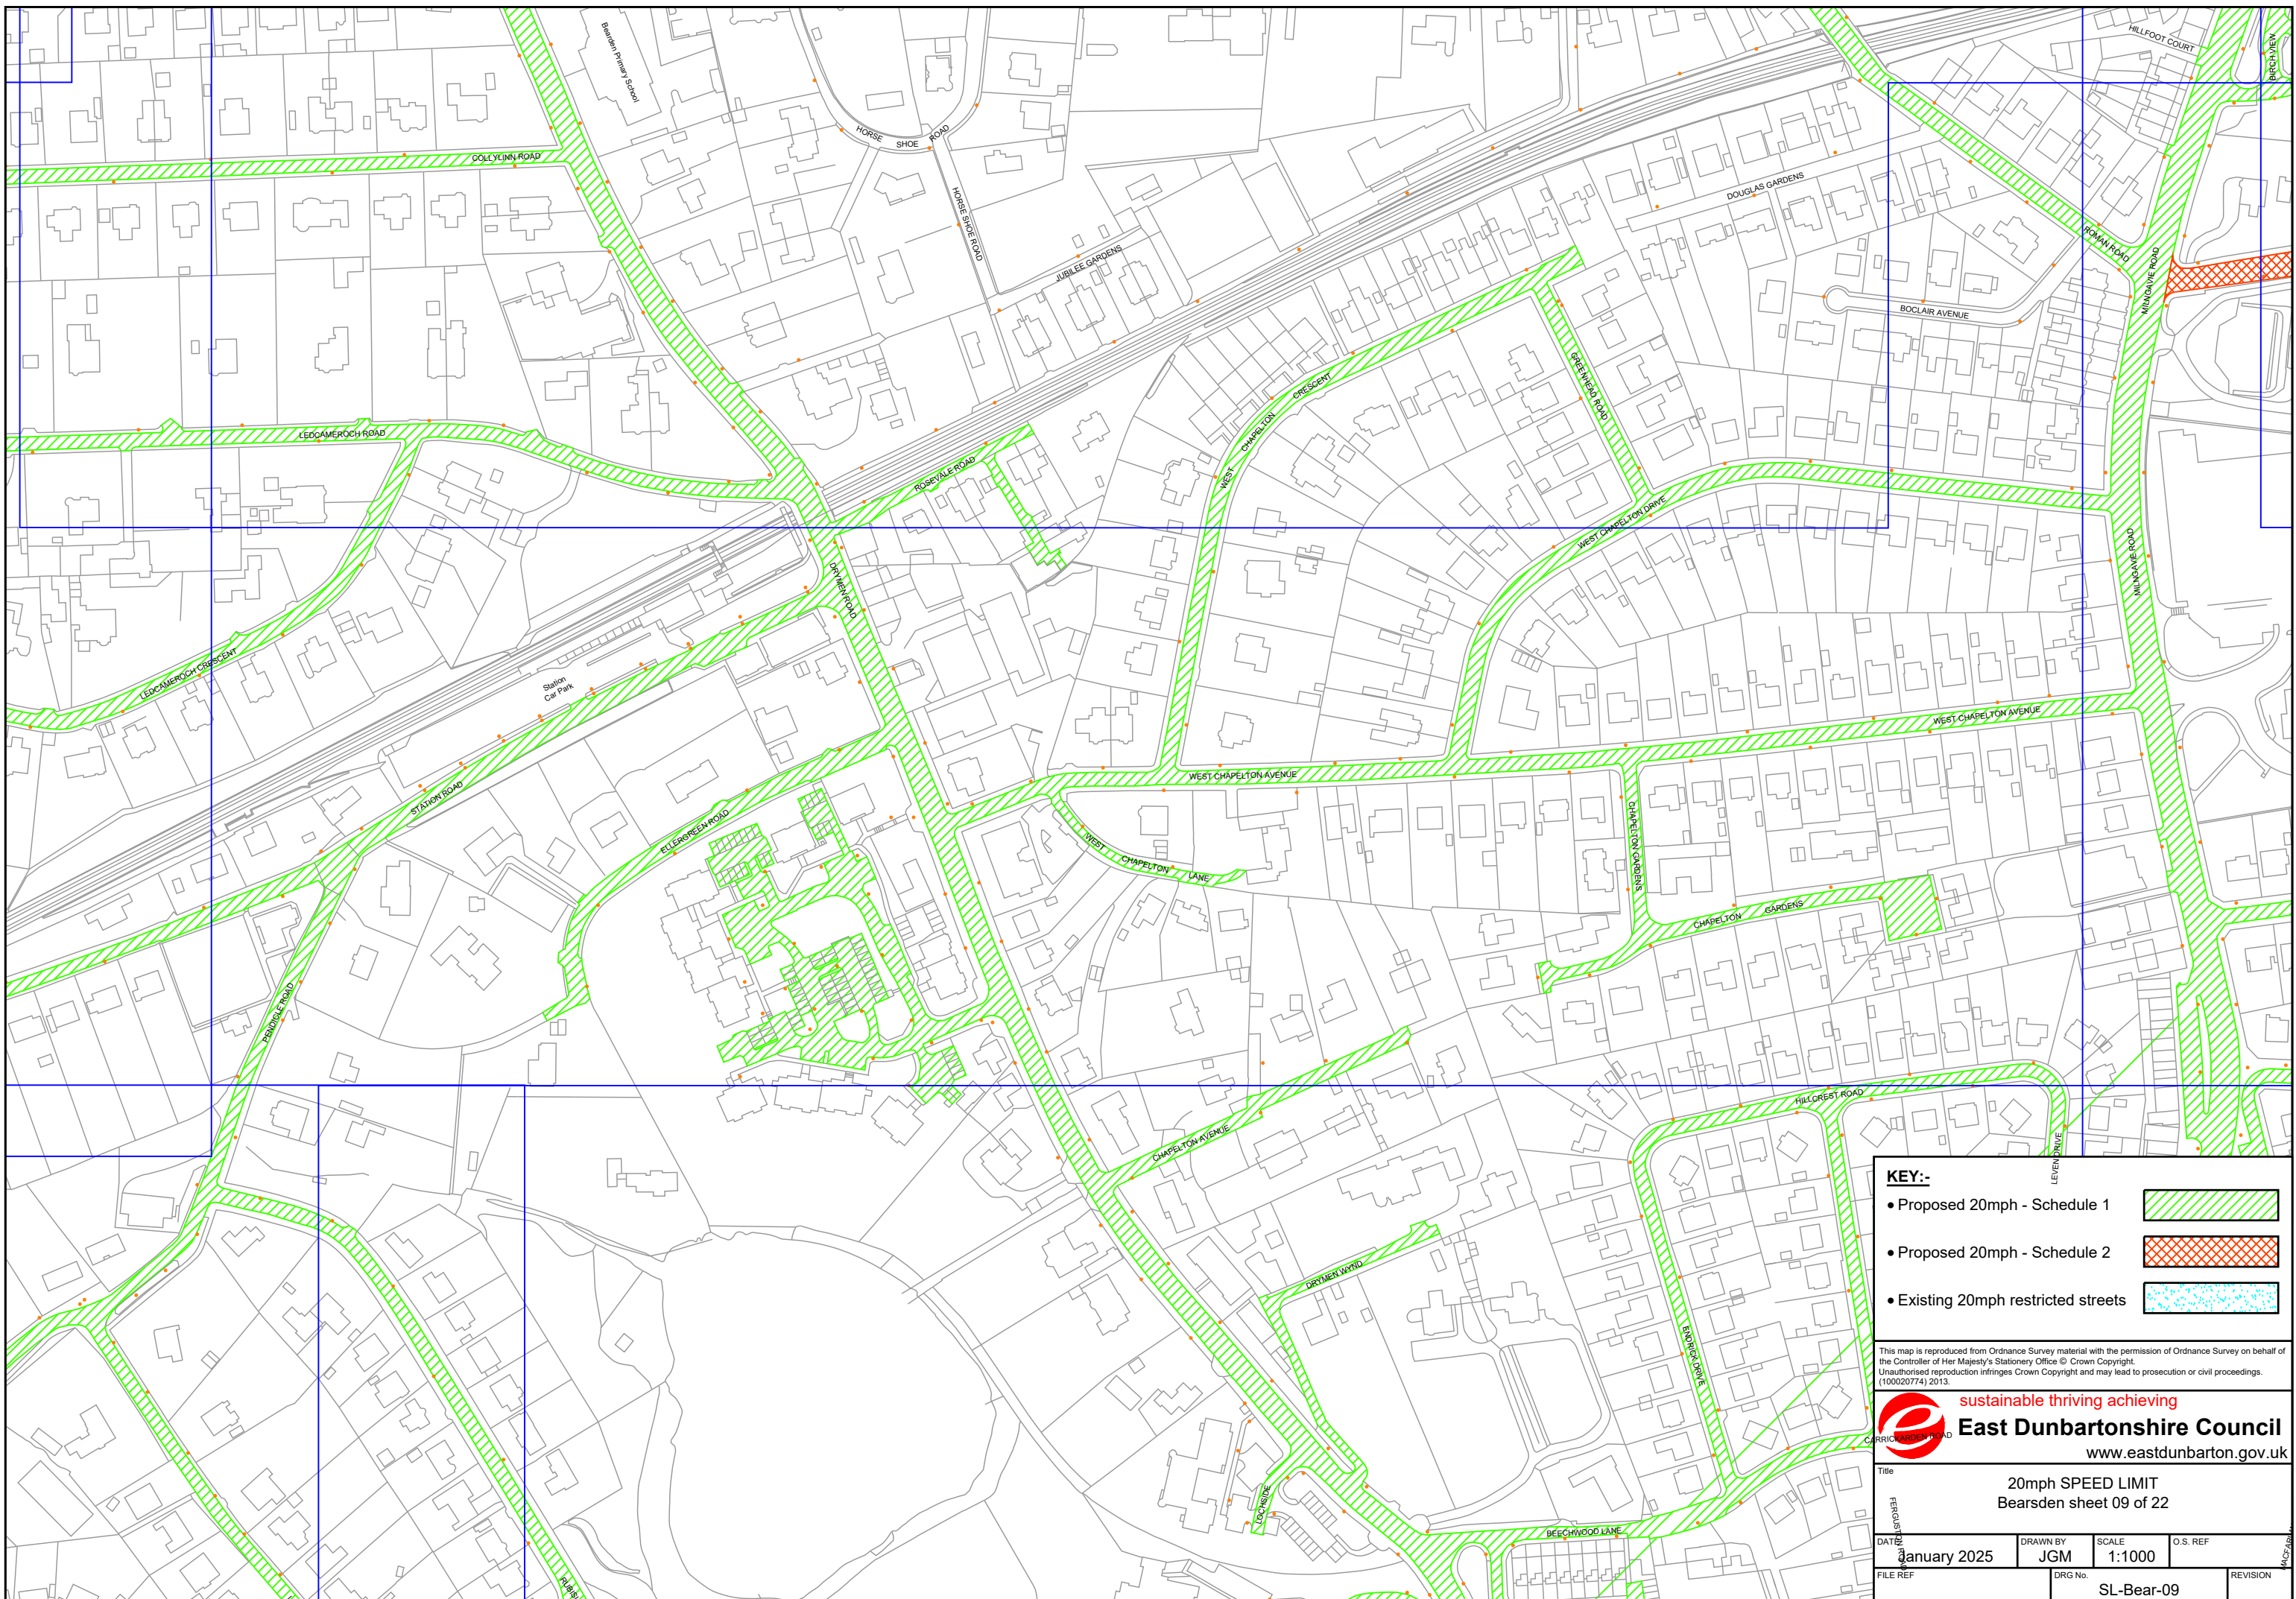 Bearsden Primary School
HILLFOOT COURT
BIRCH VIEW
HORSE
SHOE
ROAD
COLLYLINN ROAD
HORSE SHOE ROAD
DOUGLAS GARDENS
JUBILEE GARDENS
ROMAN ROAD
MILNGAVIE ROAD
BOCLAIR AVENUE
GREENHEAD ROAD
WEST
CHAPELTON
CRESCENT
LEDCAMEROCH ROAD
ROSEVALE ROAD
WEST CHAPELTON DRIVE
MILNGAVIE ROAD
DRYMEN ROAD
LEDCAMEROCH CRESCENT
Station
Car Park
WEST CHAPELTON AVENUE
WEST CHAPELTON AVENUE
STATION ROAD
ELLERGREEN ROAD
WEST
CHAPELTON
LANE
CHAPELTON GARDENS
CHAPELTON
GARDENS
PENDICLE ROAD
HILLCREST ROAD
CHAPELTON AVENUE
LEVEN DRIVE
DRYMEN WYND
ENDRICK DRIVE
LOCHSIDE
BEECHWOOD LANE
KEY:-
• Proposed 20mph - Schedule 1
• Proposed 20mph - Schedule 2
• Existing 20mph restricted streets
This map is reproduced from Ordnance Survey material with the permission of Ordnance Survey on behalf of
the Controller of Her Majesty's Stationery Office © Crown Copyright.
Unauthorised reproduction infringes Crown Copyright and may lead to prosecution or civil proceedings.
(100020774) 2013.
sustainable thriving achieving
East Dunbartonshire Council
CARRICKARDEN ROAD
www.eastdunbarton.gov.uk
Title
20mph SPEED LIMIT
Bearsden sheet 09 of 22
DATE
January 2025
DRAWN BY
JGM
SCALE
1:1000
O.S. REF
FILE REF
DRG No.
SL-Bear-09
REVISION